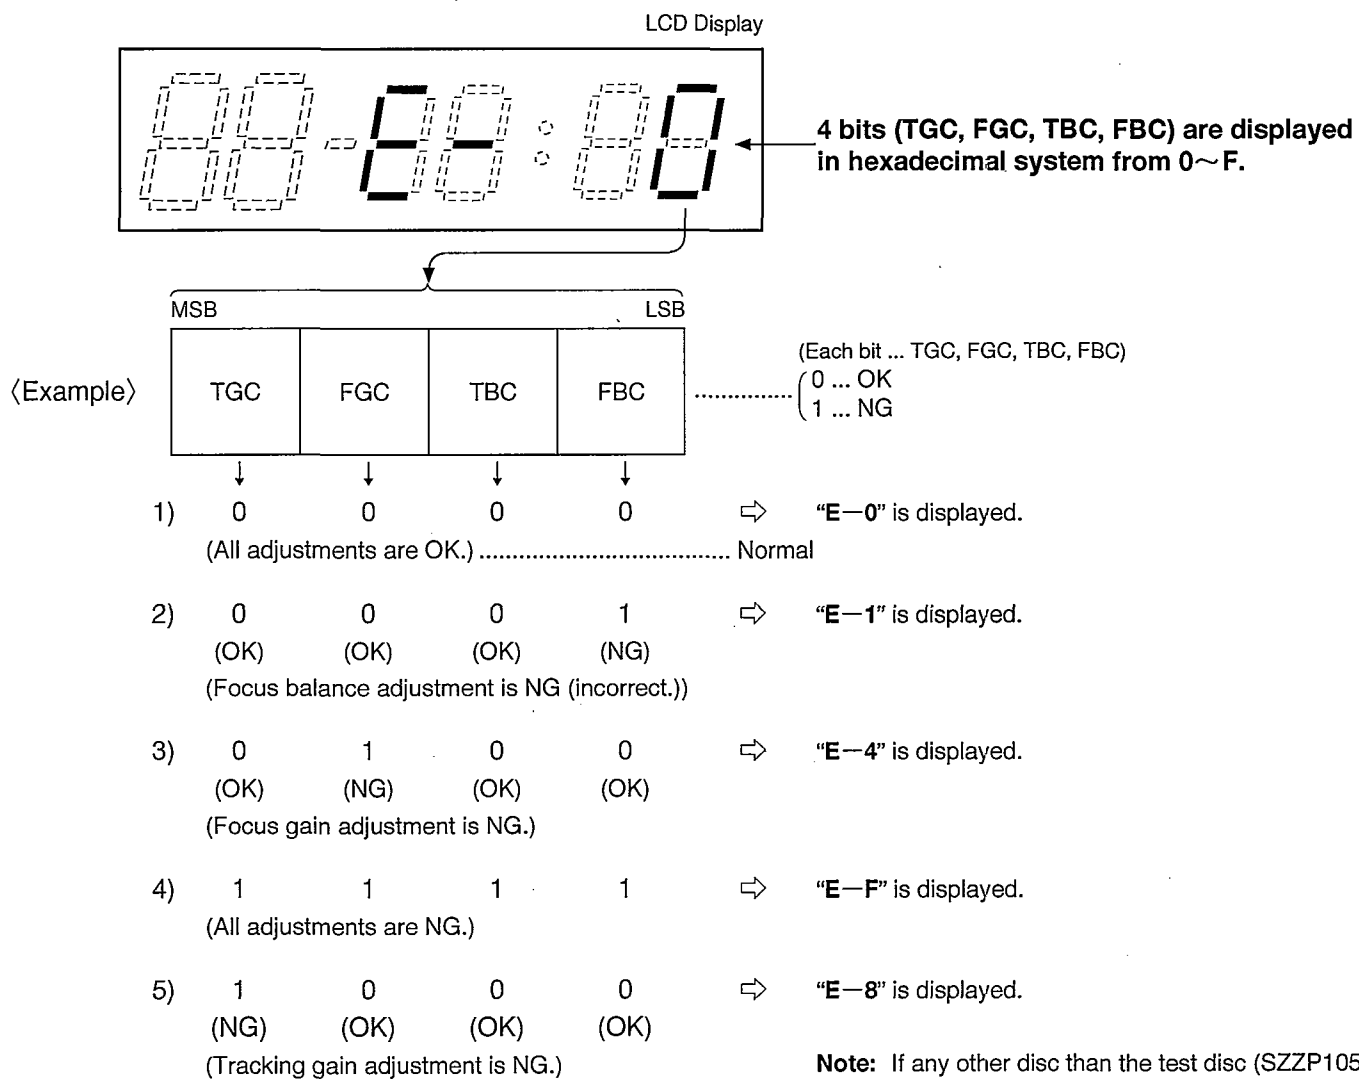 LCD Display
4 bits (TGC, FGC, TBC, FBC) are displayed
in hexadecimal system from 0～F.
MSB LSB
(Each bit ... TGC, FGC, TBC, FBC)
〈Example〉 TGC FGC TBC FBC .............. 0 ... OK
1 ... NG
1) 0 0 0 0 ⇨ “E—0” is displayed.
(All adjustments are OK.) .................................. Normal
2) 0 0 0 1 ⇨ “E—1” is displayed.
(OK) (OK) (OK) (NG)
(Focus balance adjustment is NG (incorrect.))
3) 0 1 0 0 ⇨ “E—4” is displayed.
(OK) (NG) (OK) (OK)
(Focus gain adjustment is NG.)
4) 1 1 1 1 ⇨ “E—F” is displayed.
(All adjustments are NG.)
5) 1 0 0 0 ⇨ “E—8” is displayed.
(NG) (OK) (OK) (OK)
(Tracking gain adjustment is NG.)
Note: If any other disc than the test disc (SZZP105